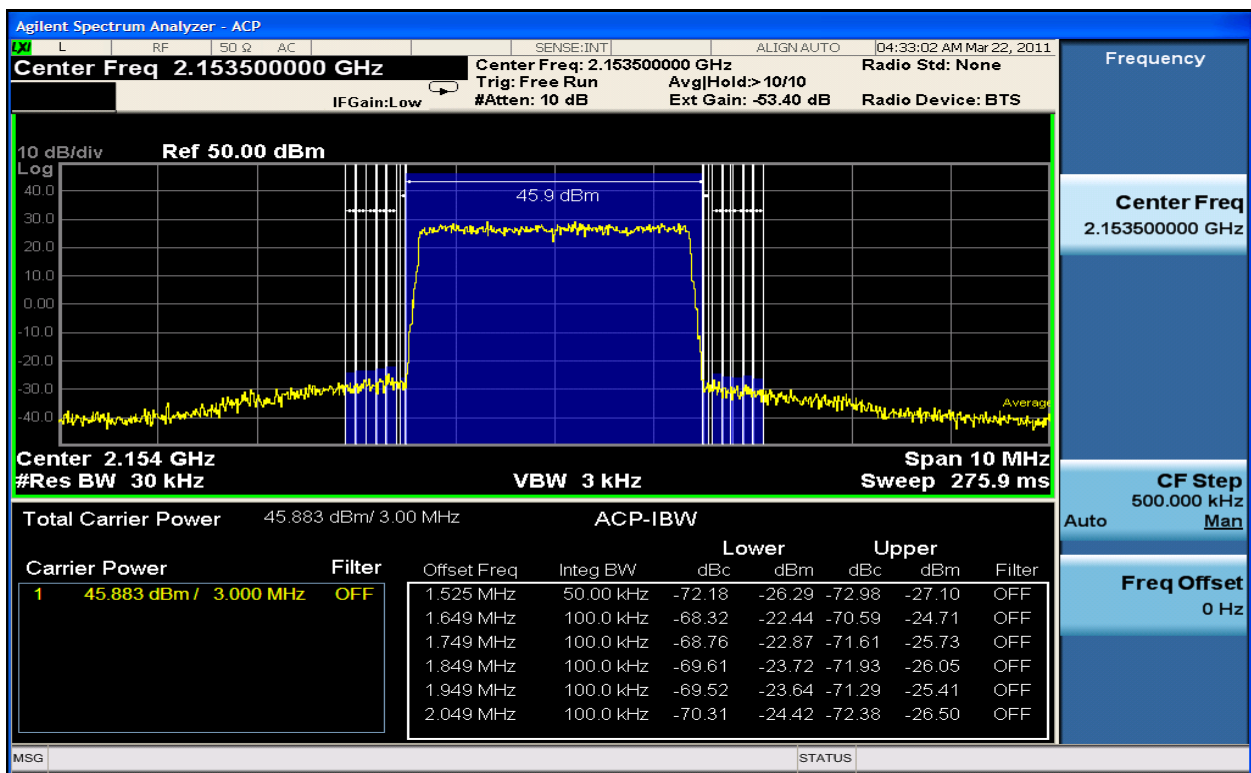 Agilent Spectrum Analyzer - ACP
LXI L RF 50 Ω AC SENSE:INT ALIGN AUTO 04:33:02 AM Mar 22, 2011
Center Freq 2.153500000 GHz
Center Freq: 2.153500000 GHz Radio Std: None
Trig: Free Run Avg|Hold:> 10/10
IFGain:Low #Atten: 10 dB Ext Gain: -53.40 dB Radio Device: BTS
10 dB/div Ref 50.00 dBm
Log
40.0
30.0
20.0
10.0
0.00
-10.0
-20.0
-30.0
-40.0
45.9 dBm
Average
Center 2.154 GHz Span 10 MHz
#Res BW 30 kHz VBW 3 kHz Sweep 275.9 ms
Total Carrier Power 45.883 dBm/ 3.00 MHz ACP-IBW
Lower Upper
Carrier Power Filter
1 45.883 dBm / 3.000 MHz OFF
Offset Freq Integ BW dBc dBm dBc dBm Filter
1.525 MHz 50.00 kHz -72.18 -26.29 -72.98 -27.10 OFF
1.649 MHz 100.0 kHz -68.32 -22.44 -70.59 -24.71 OFF
1.749 MHz 100.0 kHz -68.76 -22.87 -71.61 -25.73 OFF
1.849 MHz 100.0 kHz -69.61 -23.72 -71.93 -26.05 OFF
1.949 MHz 100.0 kHz -69.52 -23.64 -71.29 -25.41 OFF
2.049 MHz 100.0 kHz -70.31 -24.42 -72.38 -26.50 OFF
MSG STATUS
Frequency
Center Freq
2.153500000 GHz
CF Step
500.000 kHz
Auto Man
Freq Offset
0 Hz